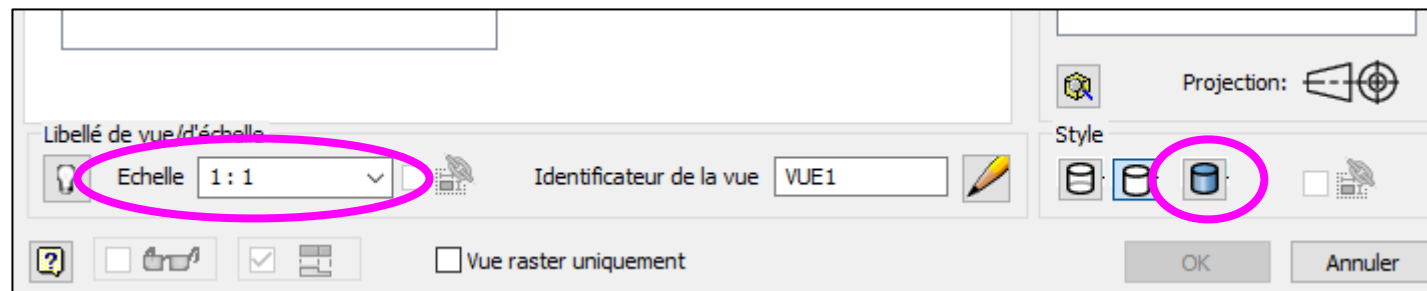 Projection:
Libellé de vue/d'échelle
Style
Echelle 1 : 1
Identificateur de la vue VUE1
Vue raster uniquement
OK
Annuler